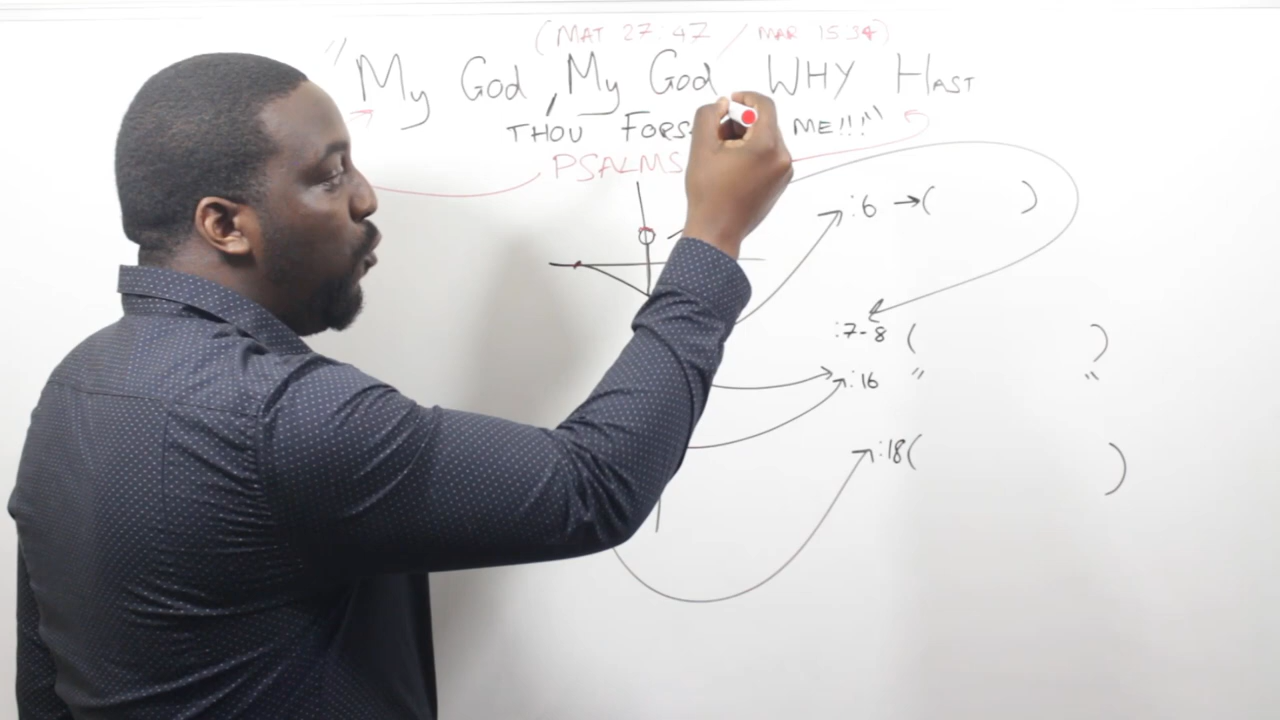 (MAT 27:47 / MAR 15:34)
"My God, My God WHY HAST
THOU ME!!!"
PSALMS
:6 →( )
:7-8 ( )
:16 " "
:18( )